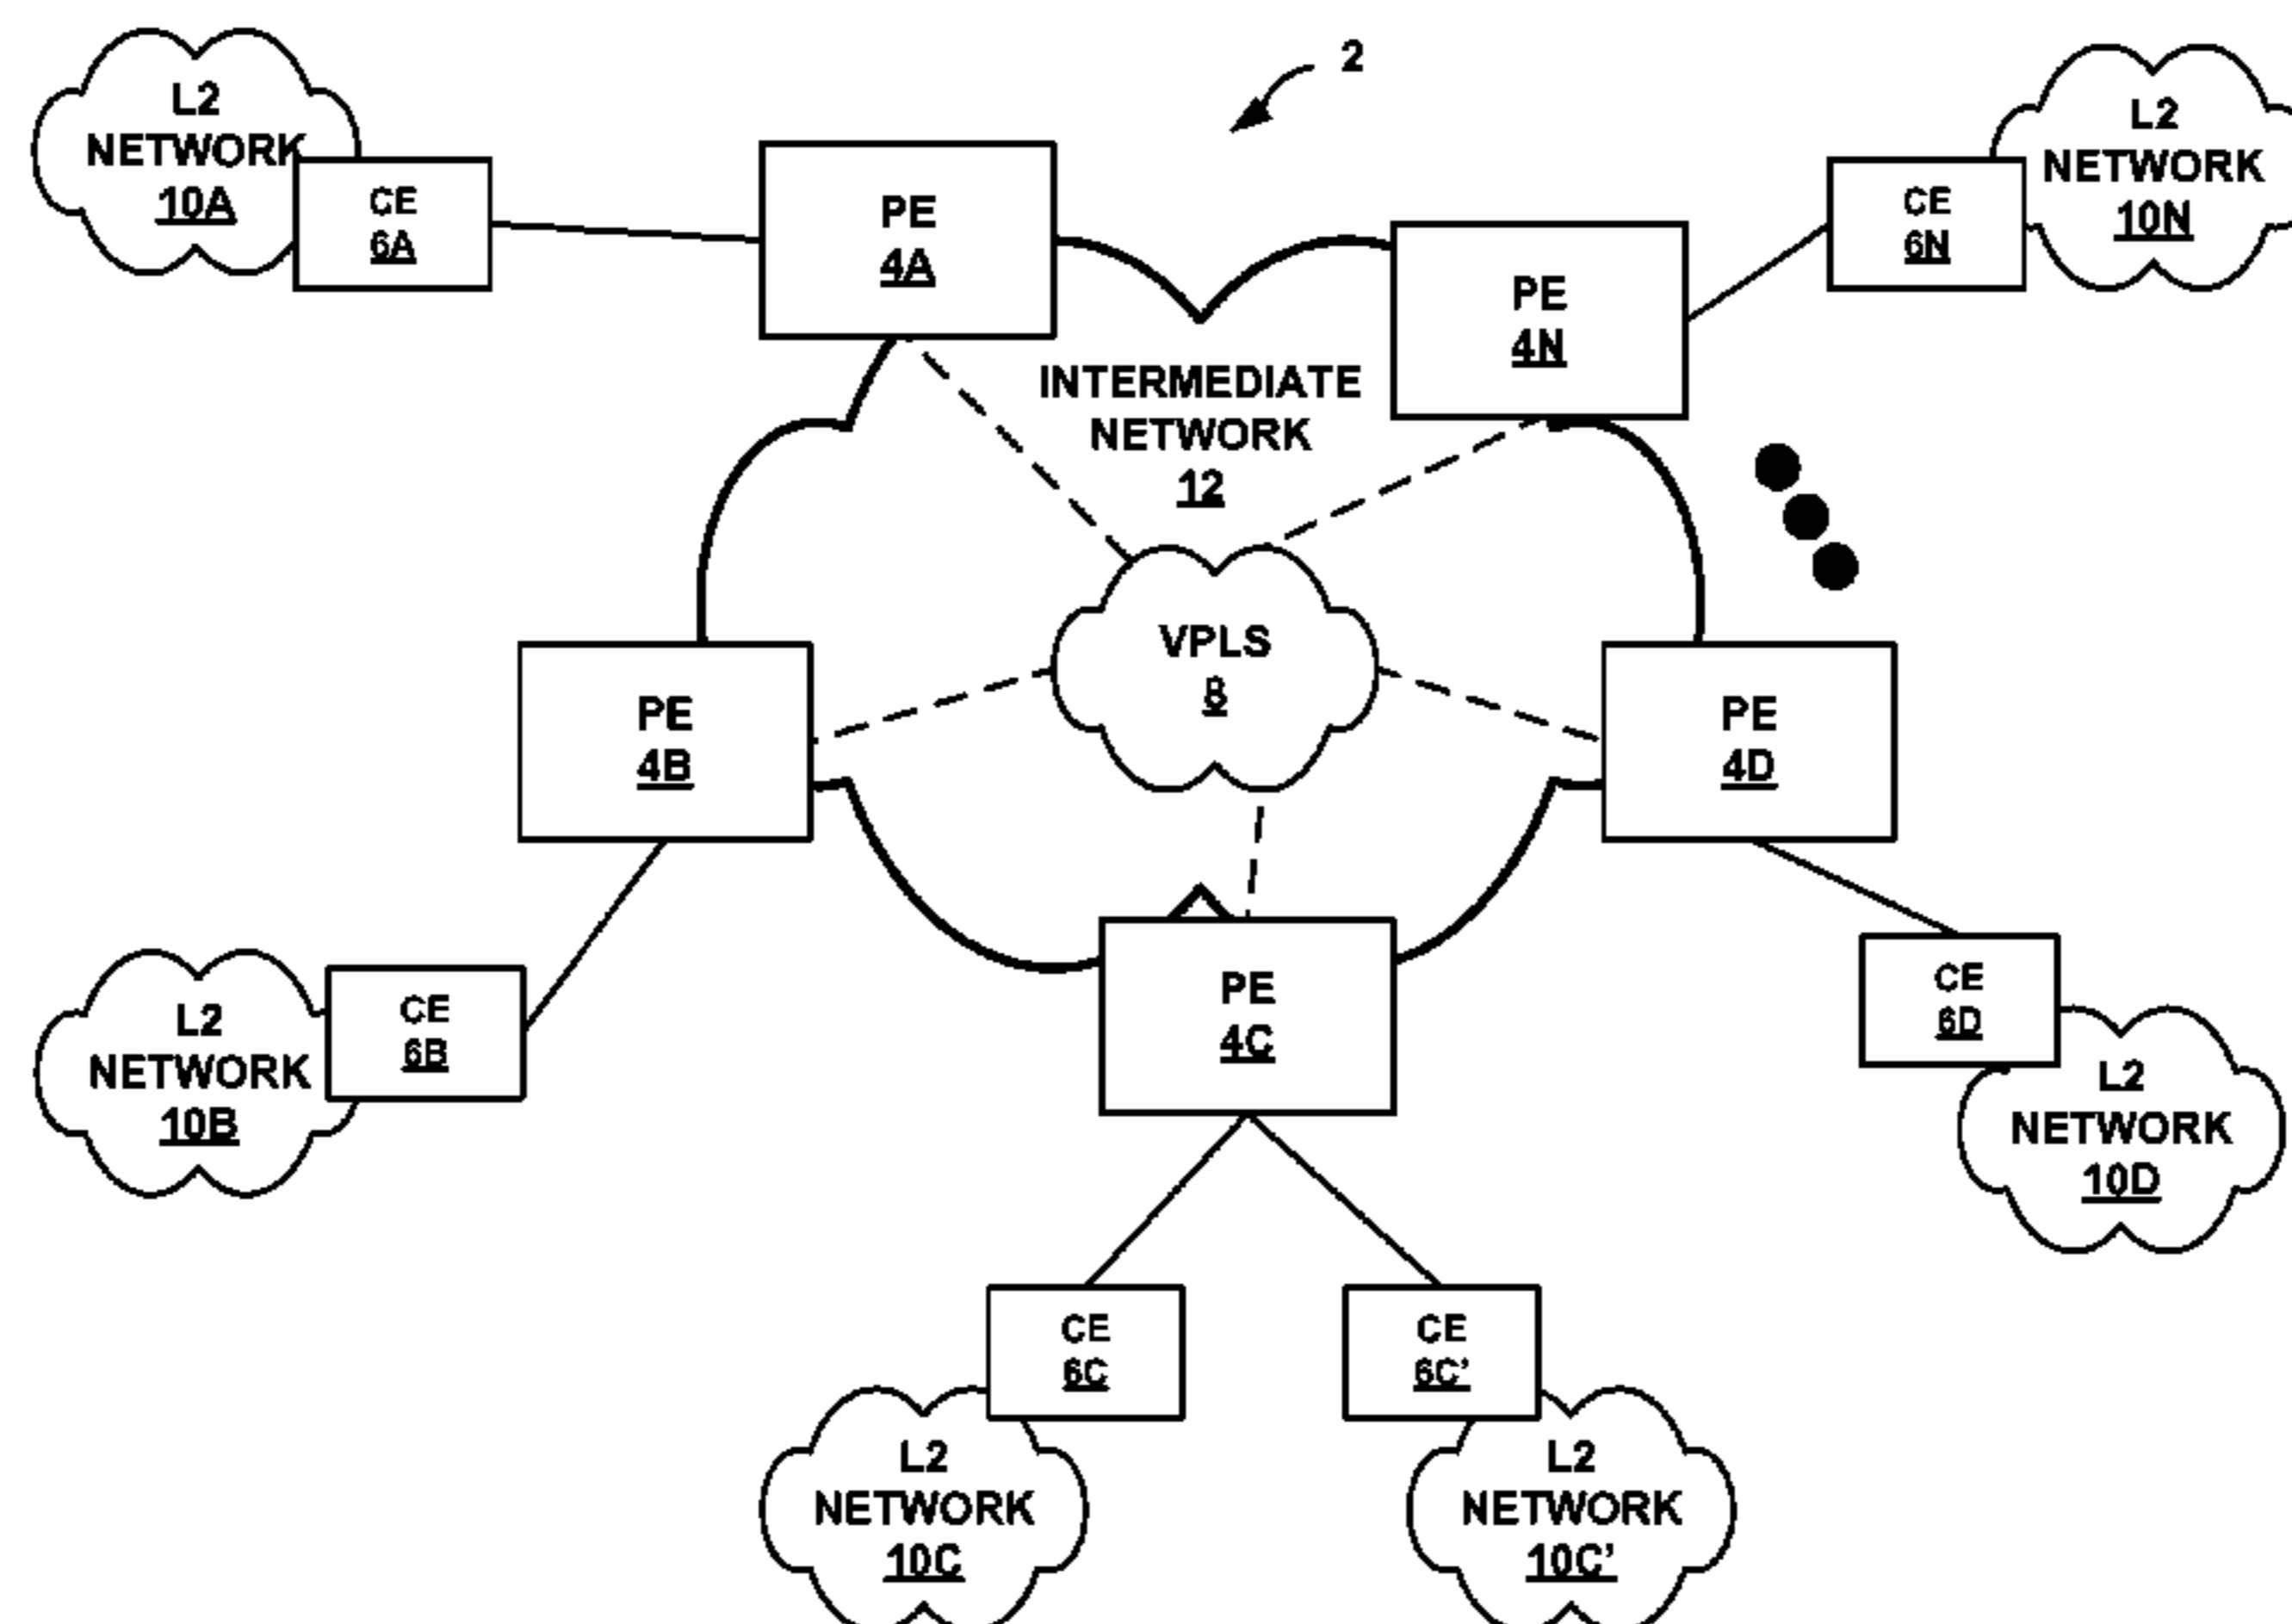 2
L2
NETWORK
10A
CE
6A
PE
4A
PE
4N
CE
6N
L2
NETWORK
10N
INTERMEDIATE
NETWORK
12
VPLS
8
PE
4B
PE
4D
L2
NETWORK
10B
CE
6B
PE
4C
CE
6D
L2
NETWORK
10D
CE
6C
CE
6C’
L2
NETWORK
10C
L2
NETWORK
10C’